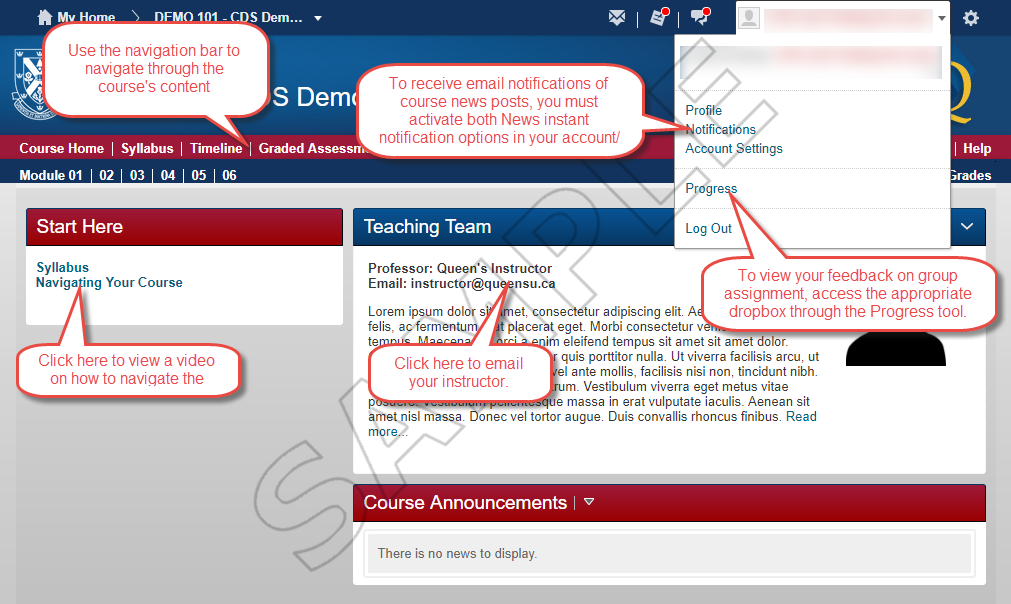 My Home DEMO 101 - CDS Dem...
Use the navigation bar to
navigate through the
course's content
S Demo
To receive email notifications of
course news posts, you must
activate both News instant
notification options in your account/
Profile
Notifications
Account Settings
Progress
Log Out
Course Home | Syllabus | Timeline | Graded Assessm | Help
Module 01 | 02 | 03 | 04 | 05 | 06 Grades
Start Here
Syllabus
Navigating Your Course
Click here to view a video
on how to navigate the
Teaching Team
Professor: Queen's Instructor
Email: instructor@queensu.ca
To view your feedback on group
assignment, access the appropriate
dropbox through the Progress tool.
Lorem ipsum dolor sit amet, consectetur adipiscing elit.
felis, ac fermentum placerat eget. Morbi consectetur
tempus. Maecenas orci a enim eleifend tempus sit amet sit amet dolor.
quis porttitor nulla. Ut viverra facilisis arcu, ut
vel ante mollis, facilisis nisi non, tincidunt nibh.
Vestibulum viverra eget metus vitae
posuere. Vestibulum pellentesque massa in erat vulputate iaculis. Aenean sit
amet nisl massa. Donec vel tortor augue. Duis convallis rhoncus finibus. Read
more...
Click here to email
your instructor.
Course Announcements
There is no news to display.
SAMPLE